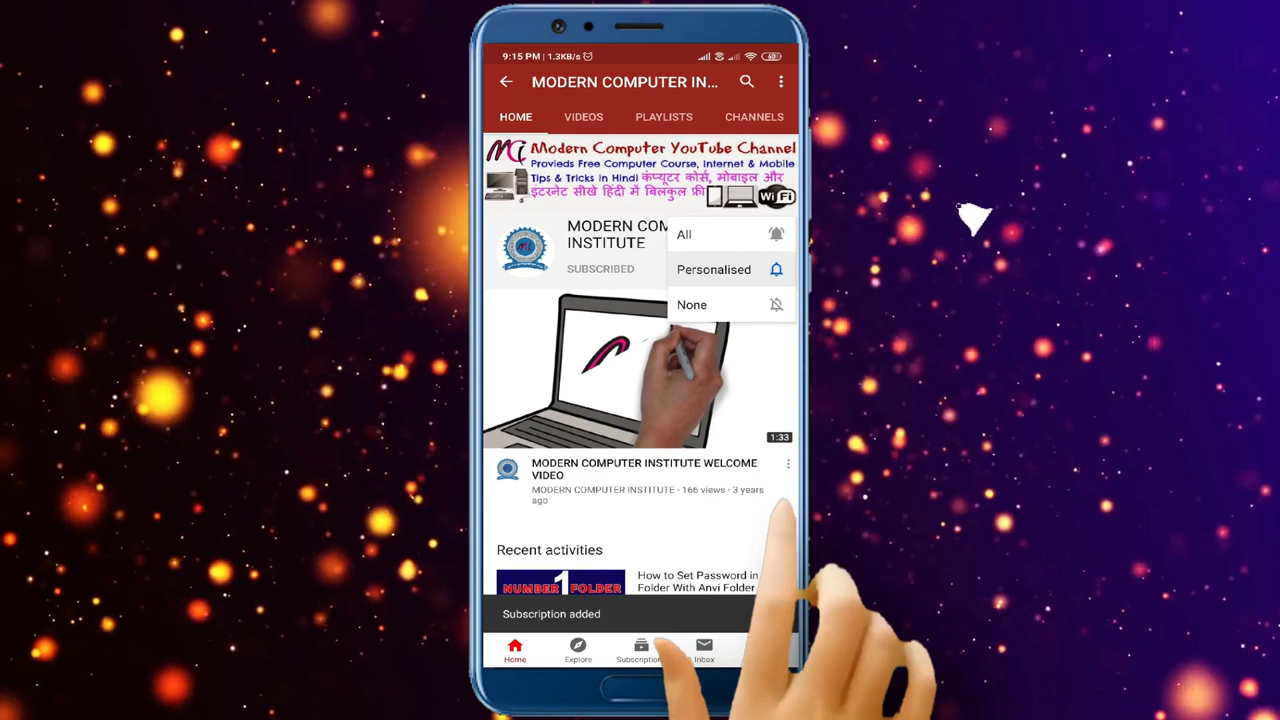 9:15 PM | 1.3KB/s
60
MODERN COMPUTER IN...
HOME VIDEOS PLAYLISTS CHANNELS
Modern Computer YouTube Channel
Provieds Free Computer Course, Internet & Mobile
Tips & Tricks in Hindi कंप्यूटर कोर्स, मोबाइल और
इंटरनेट सीखे हिंदी में बिलकुल फ्री
Wi Fi
MODERN COM
INSTITUTE
SUBSCRIBED
All
Personalised
None
1:33
MODERN COMPUTER INSTITUTE WELCOME
VIDEO
MODERN COMPUTER INSTITUTE · 166 views · 3 years
ago
Recent activities
NUMBER 1 FOLDER
How to Set Password in
Folder With Anvi Folder
Subscription added
Home Explore Subscription Inbox